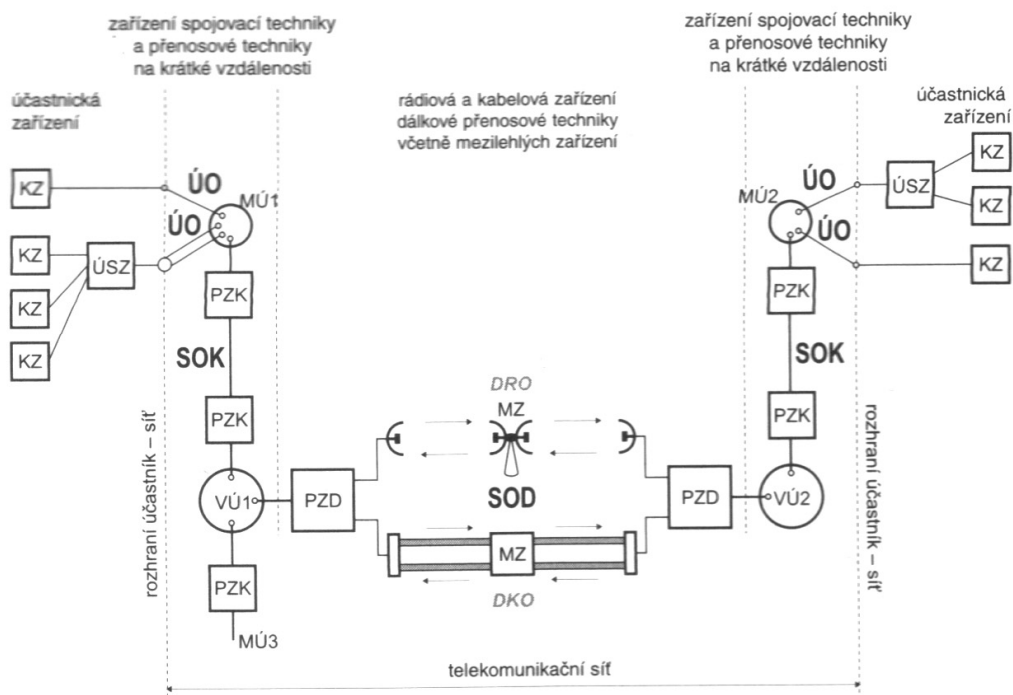 zařízení spojovací techniky
a přenosové techniky
na krátké vzdálenosti
zařízení spojovací techniky
a přenosové techniky
na krátké vzdálenosti
účastnická
zařízení
rádiová a kabelová zařízení
dálkové přenosové techniky
včetně mezilehlých zařízení
účastnická
zařízení
KZ
ÚO
MÚ1
ÚO
KZ
ÚSZ
KZ
KZ
PZK
SOK
PZK
VÚ1
PZK
MÚ3
rozhraní účastník – síť
PZD
DRO
MZ
SOD
MZ
DKO
PZD
MÚ2
ÚO
ÚO
ÚSZ
KZ
KZ
KZ
PZK
SOK
PZK
VÚ2
rozhraní účastník – síť
telekomunikační síť